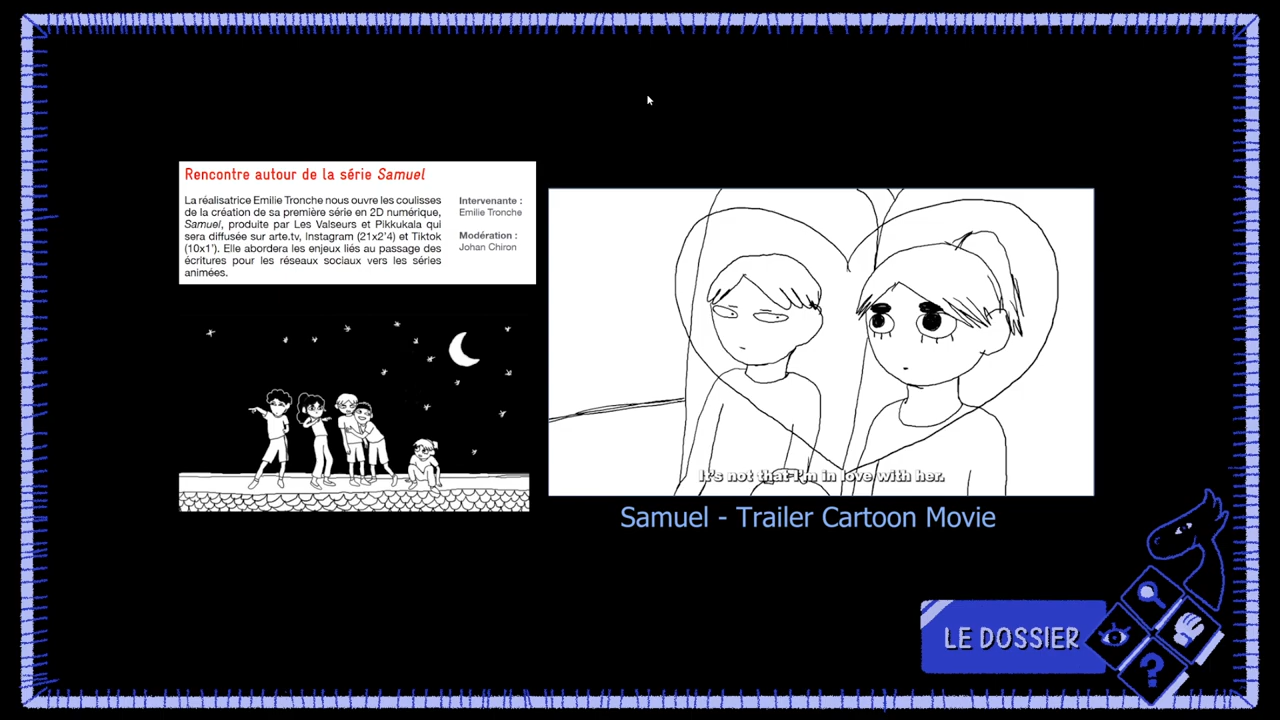 Rencontre autour de la série Samuel
La réalisatrice Emilie Tronche nous ouvre les coulisses
de la création de sa première série en 2D numérique,
Samuel, produite par Les Valseurs et Pikkukala qui
sera diffusée sur arte.tv, Instagram (21x2'4) et Tiktok
(10x1'). Elle abordera les enjeux liés au passage des
écritures pour les réseaux sociaux vers les séries
animées.
Intervenante :
Emilie Tronche
Modération :
Johan Chiron
It's not that I'm in love with her.
Samuel - Trailer Cartoon Movie
LE DOSSIER
?